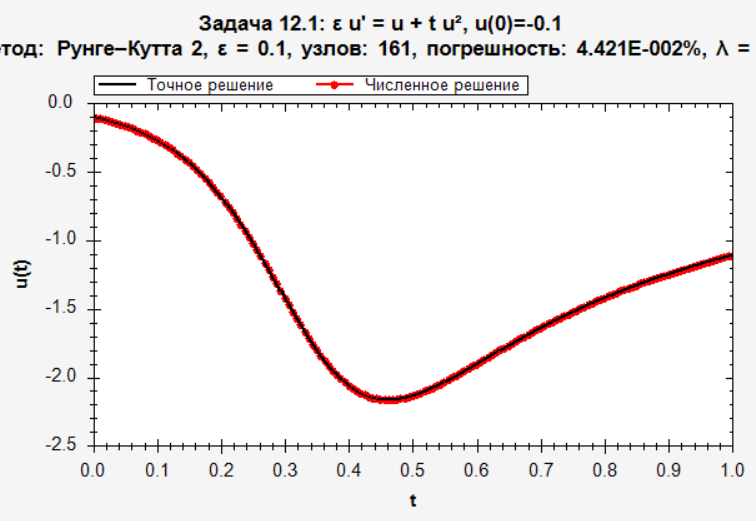 Задача 12.1: ε u' = u + t u², u(0)=-0.1
Рунге–Кутта 2, ε = 0.1, узлов: 161, погрешность: 4.421E-002%, λ =
Точное решение
Численное решение
0.0
-0.5
-1.0
-1.5
-2.0
-2.5
u(t)
0.0 0.1 0.2 0.3 0.4 0.5 0.6 0.7 0.8 0.9 1.0
t